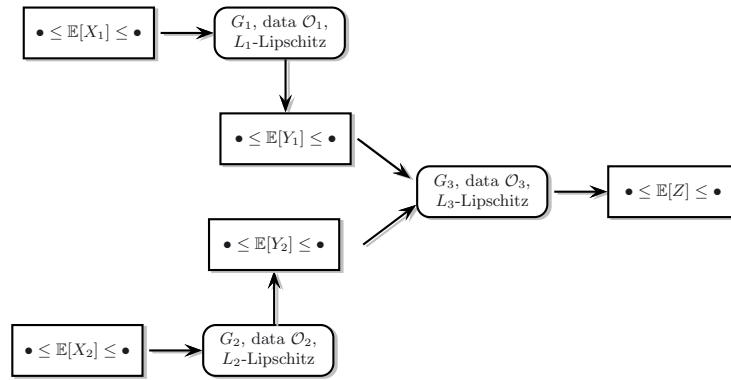 • ≤ 𝔼[X₁] ≤ •
G₁, data 𝒪₁,
L₁-Lipschitz
• ≤ 𝔼[Y₁] ≤ •
G₃, data 𝒪₃,
L₃-Lipschitz
• ≤ 𝔼[Z] ≤ •
• ≤ 𝔼[Y₂] ≤ •
• ≤ 𝔼[X₂] ≤ •
G₂, data 𝒪₂,
L₂-Lipschitz